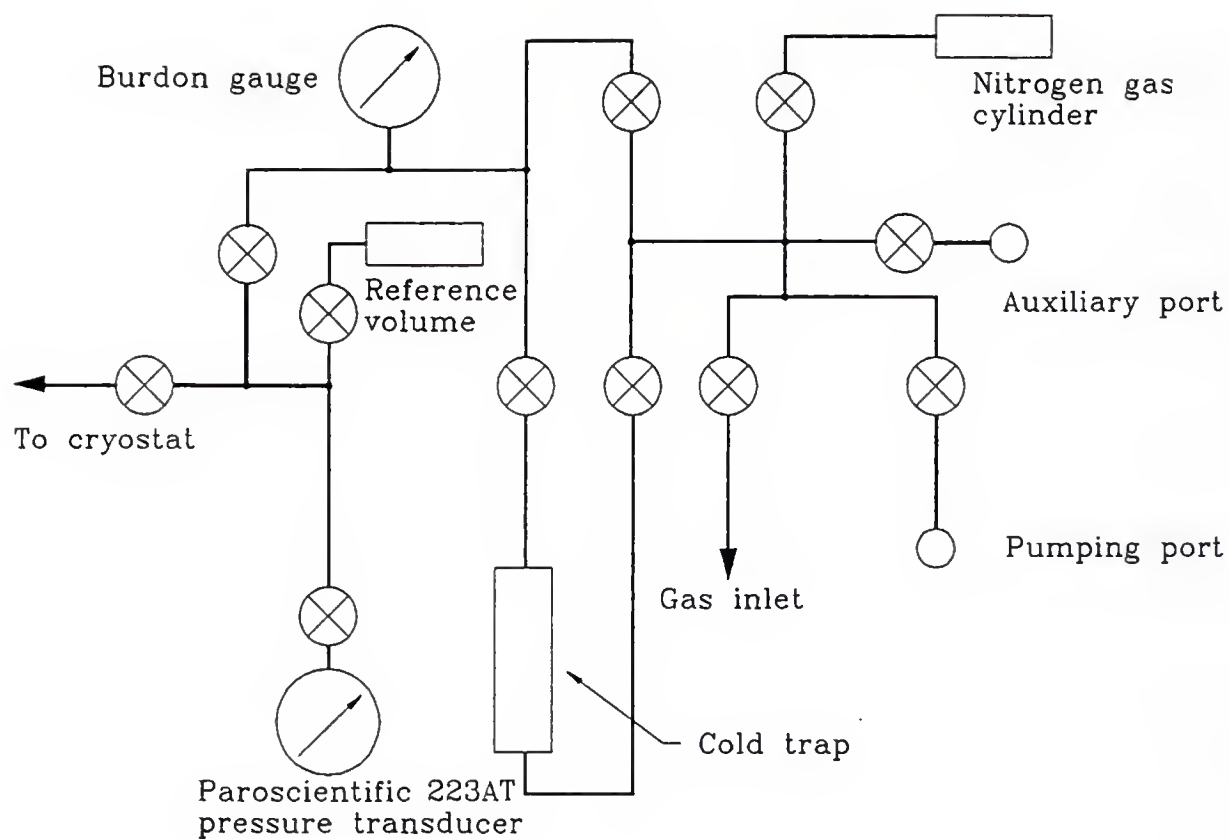 Burdon gauge
Nitrogen gas
cylinder
Reference
volume
Auxiliary port
To cryostat
Pumping port
Gas inlet
Cold trap
Paroscientific 223AT
pressure transducer